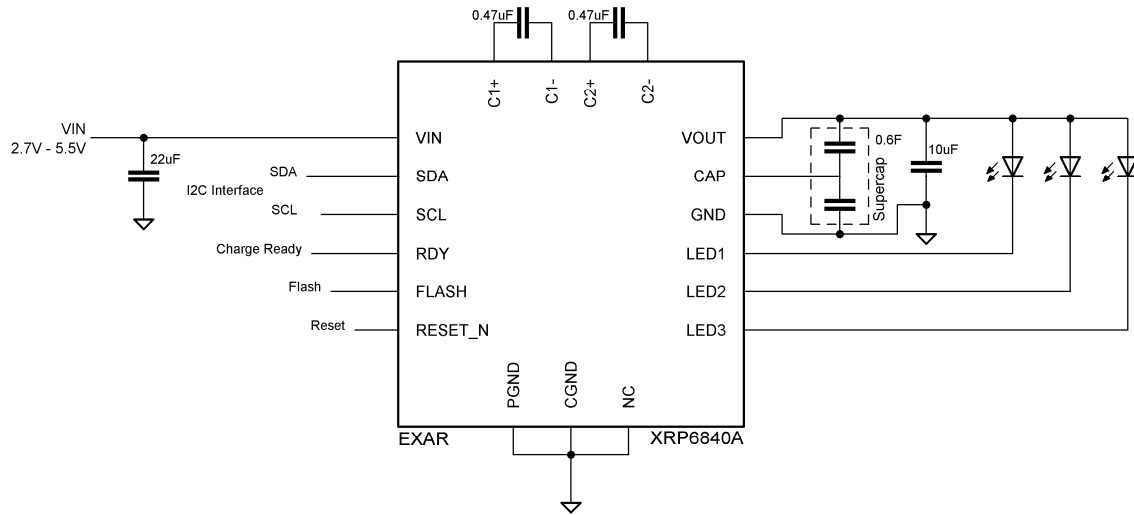 0.47uF
0.47uF
C1+
C1-
C2+
C2-
VIN
2.7V - 5.5V
22uF
SDA
I2C Interface
SCL
Charge Ready
Flash
Reset
VIN
SDA
SCL
RDY
FLASH
RESET_N
VOUT
CAP
GND
LED1
LED2
LED3
0.6F
Supercap
10uF
PGND
CGND
NC
EXAR
XRP6840A